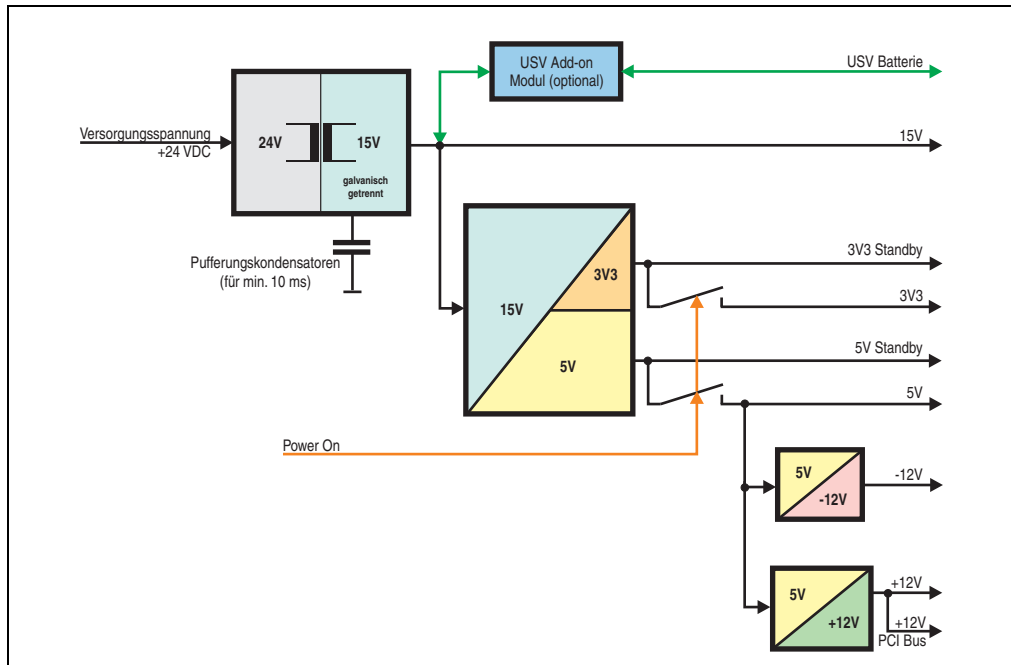 USV Add-on
Modul (optional)
USV Batterie
Versorgungsspannung
+24 VDC
24V
15V
galvanisch
getrennt
15V
Pufferungskondensatoren
(für min. 10 ms)
15V
3V3
5V
3V3 Standby
3V3
5V Standby
5V
Power On
5V
-12V
-12V
5V
+12V
+12V
+12V
PCI Bus